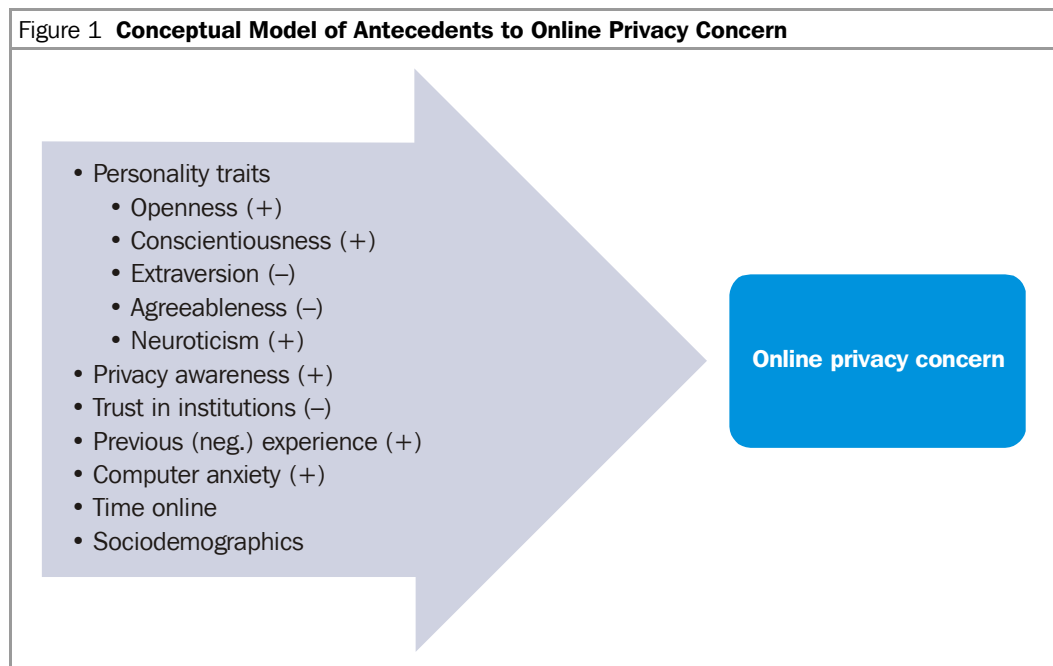 Figure 1 Conceptual Model of Antecedents to Online Privacy Concern
• Personality traits
• Openness (+)
• Conscientiousness (+)
• Extraversion (–)
• Agreeableness (–)
• Neuroticism (+)
• Privacy awareness (+)
• Trust in institutions (–)
• Previous (neg.) experience (+)
• Computer anxiety (+)
• Time online
• Sociodemographics
Online privacy concern